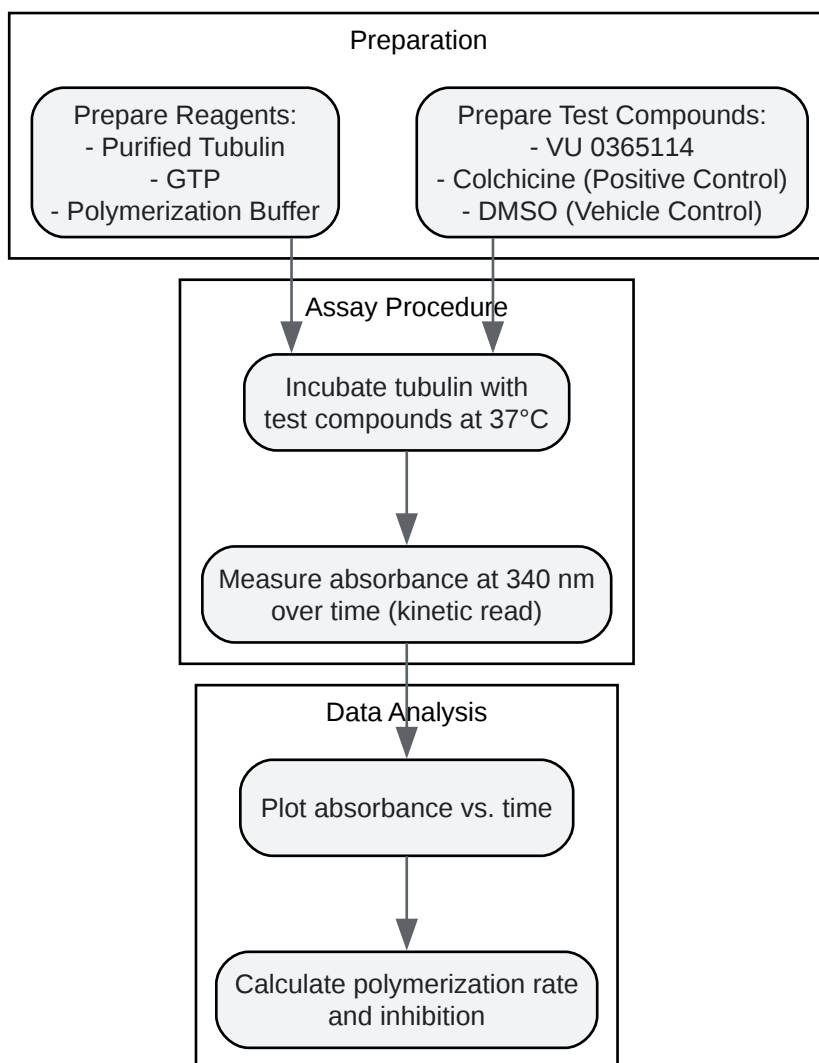 Preparation
Prepare Reagents:
- Purified Tubulin
- GTP
- Polymerization Buffer
Prepare Test Compounds:
- VU 0365114
- Colchicine (Positive Control)
- DMSO (Vehicle Control)
Assay Procedure
Incubate tubulin with
test compounds at 37°C
Measure absorbance at 340 nm
over time (kinetic read)
Data Analysis
Plot absorbance vs. time
Calculate polymerization rate
and inhibition